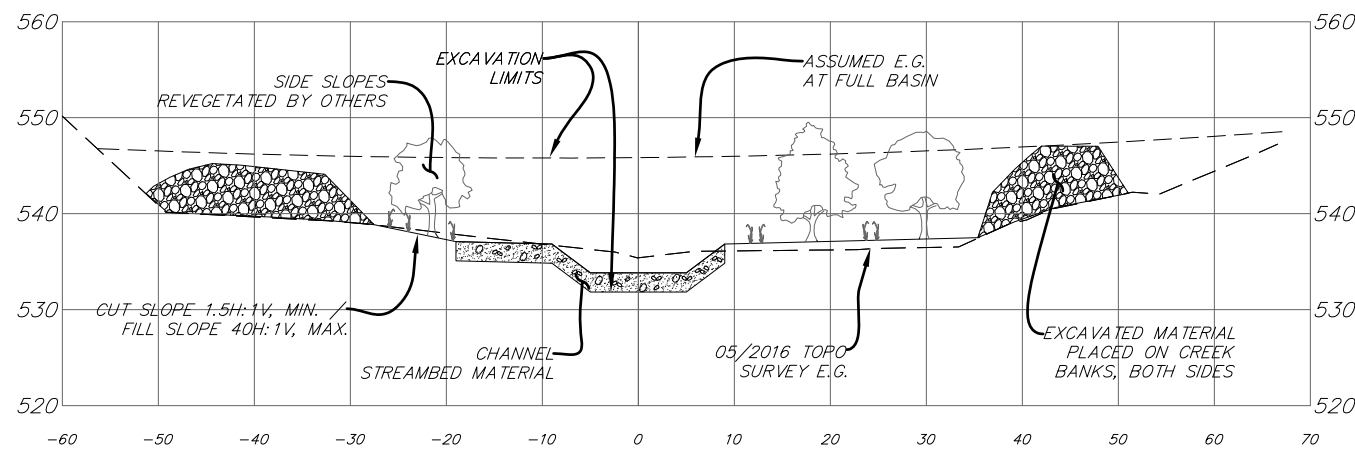 560
560
EXCAVATION
LIMITS
ASSUMED E.G.
AT FULL BASIN
SIDE SLOPES
REVEGETATED BY OTHERS
550
550
540
540
530
530
CUT SLOPE 1.5H:1V, MIN. /
FILL SLOPE 40H:1V, MAX.
CHANNEL
STREAMBED MATERIAL
05/2016 TOPO
SURVEY E.G.
EXCAVATED MATERIAL
PLACED ON CREEK
BANKS, BOTH SIDES
520
520
-60 -50 -40 -30 -20 -10 0 10 20 30 40 50 60 70